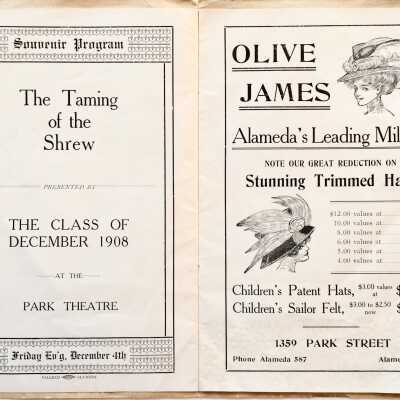 Souvenir Program
The Taming
of the
Shrew
PRESENTED BY
THE CLASS OF
DECEMBER 1908
AT THE
PARK THEATRE
Friday Ev'g, December 4th
OLIVE
JAMES
Alameda's Leading Mil
NOTE OUR GREAT REDUCTION ON
Stunning Trimmed Ha
$12.00 values at
10.00 values at
8.00 values at
6.00 values at
5.00 values at
4.00 values at
Children's Patent Hats, $3.00 values at $
Children's Sailor Felt, $3.00 to $2.50 now $
1359 PARK STREET
Phone Alameda 587 Alame